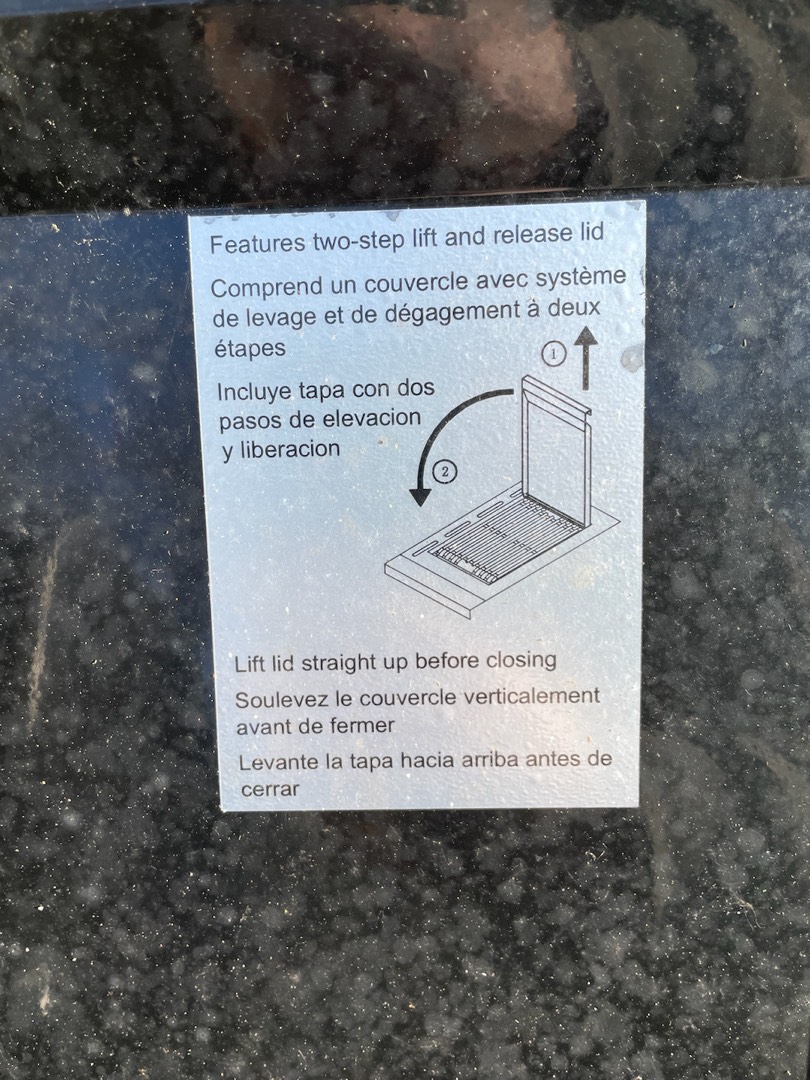 Features two-step lift and release lid
Comprend un couvercle avec système
de levage et de dégagement à deux
étapes
1
Incluye tapa con dos
pasos de elevacion
y liberacion
2
Lift lid straight up before closing
Soulevez le couvercle verticalement
avant de fermer
Levante la tapa hacia arriba antes de
cerrar